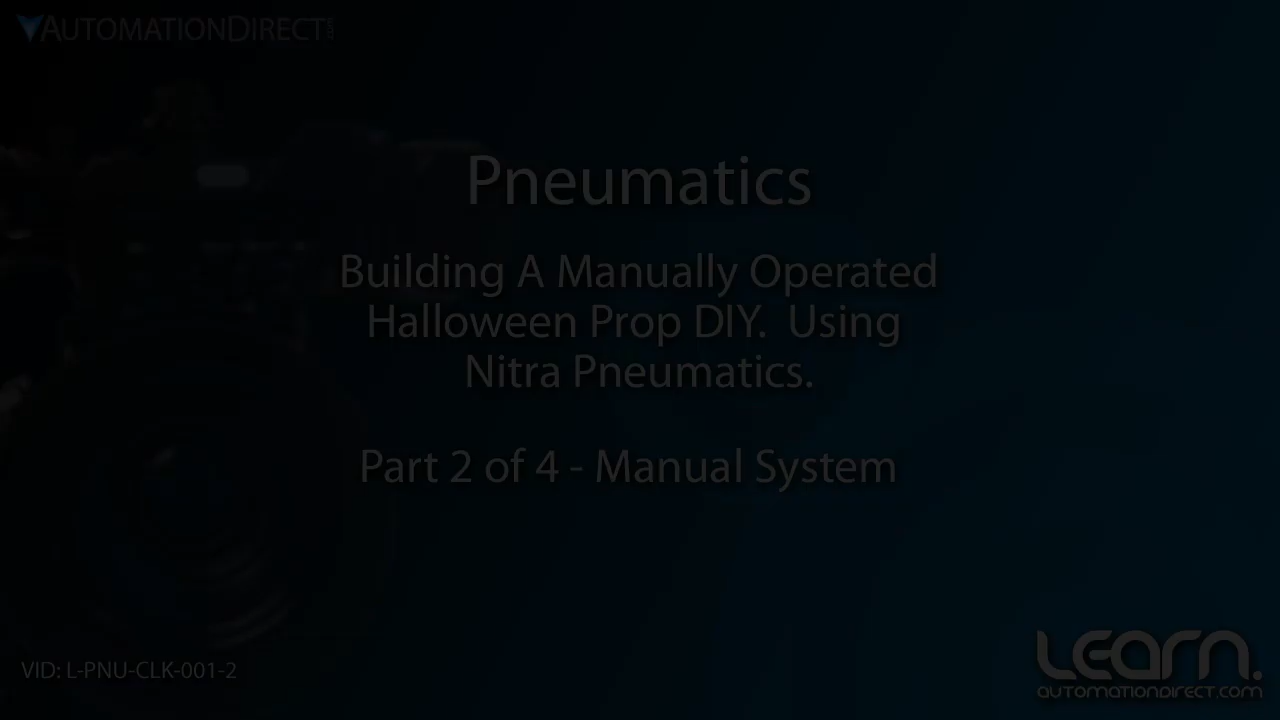 AUTOMATIONDIRECT.com
Pneumatics
Building A Manually Operated
Halloween Prop DIY.  Using
Nitra Pneumatics.
Part 2 of 4 - Manual System
VID: L-PNU-CLK-001-2
LEARN.
automationdirect.com